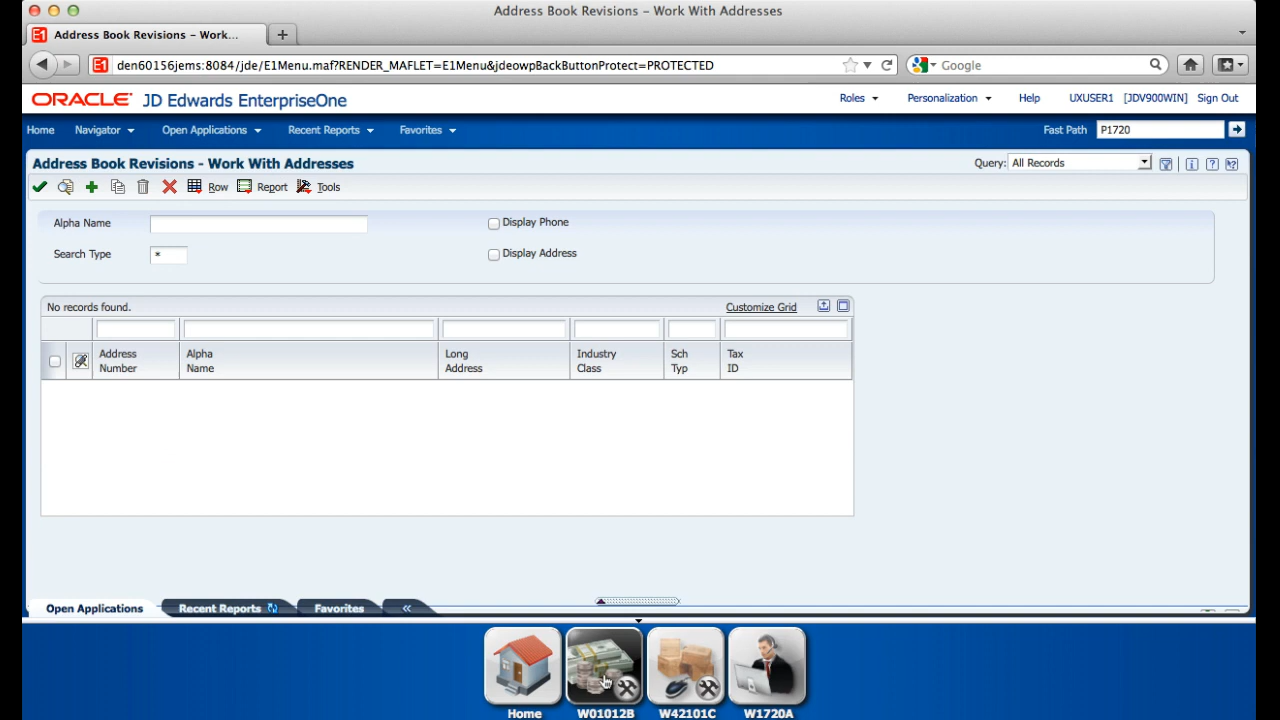 Address Book Revisions – Work With Addresses
Address Book Revisions – Work...
den60156jems:8084/jde/E1Menu.maf?RENDER_MAFLET=E1Menu&jdeowpBackButtonProtect=PROTECTED
Google
ORACLE JD Edwards EnterpriseOne
Roles Personalization Help UXUSER1 [JDV900WIN] Sign Out
Home Navigator Open Applications Recent Reports Favorites Fast Path P1720
Address Book Revisions - Work With Addresses
Query: All Records
Row Report Tools
Alpha Name
Display Phone
Search Type *
Display Address
No records found.
Customize Grid
Address Number
Alpha Name
Long Address
Industry Class
Sch Typ
Tax ID
Open Applications Recent Reports Favorites «
Home W01012B W42101C W1720A